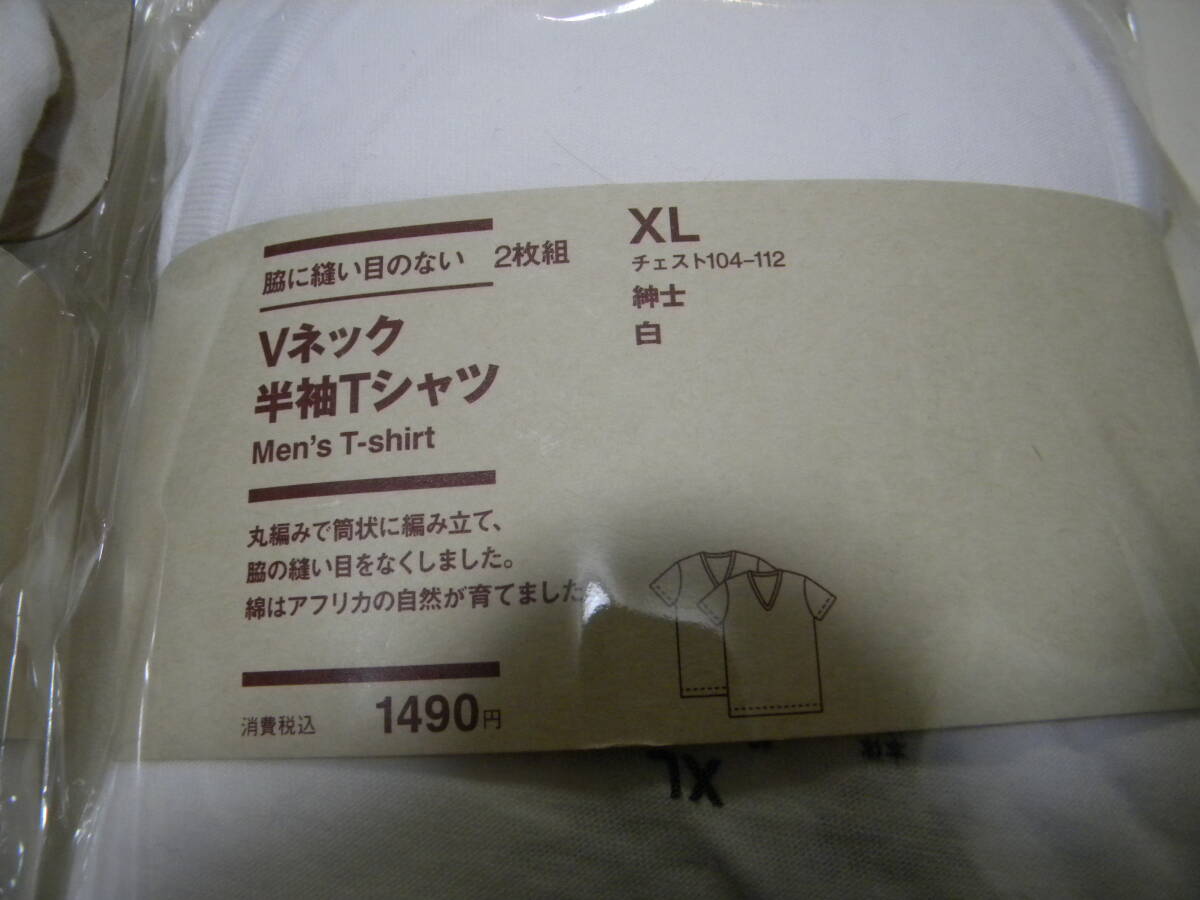 脇に縫い目のない 2枚組
Vネック
半袖Tシャツ
Men's T-shirt
丸編みで筒状に編み立て、
脇の縫い目をなくしました。
綿はアフリカの自然が育てました
消費税込 1490円
XL
チェスト104-112
紳士
白
XL